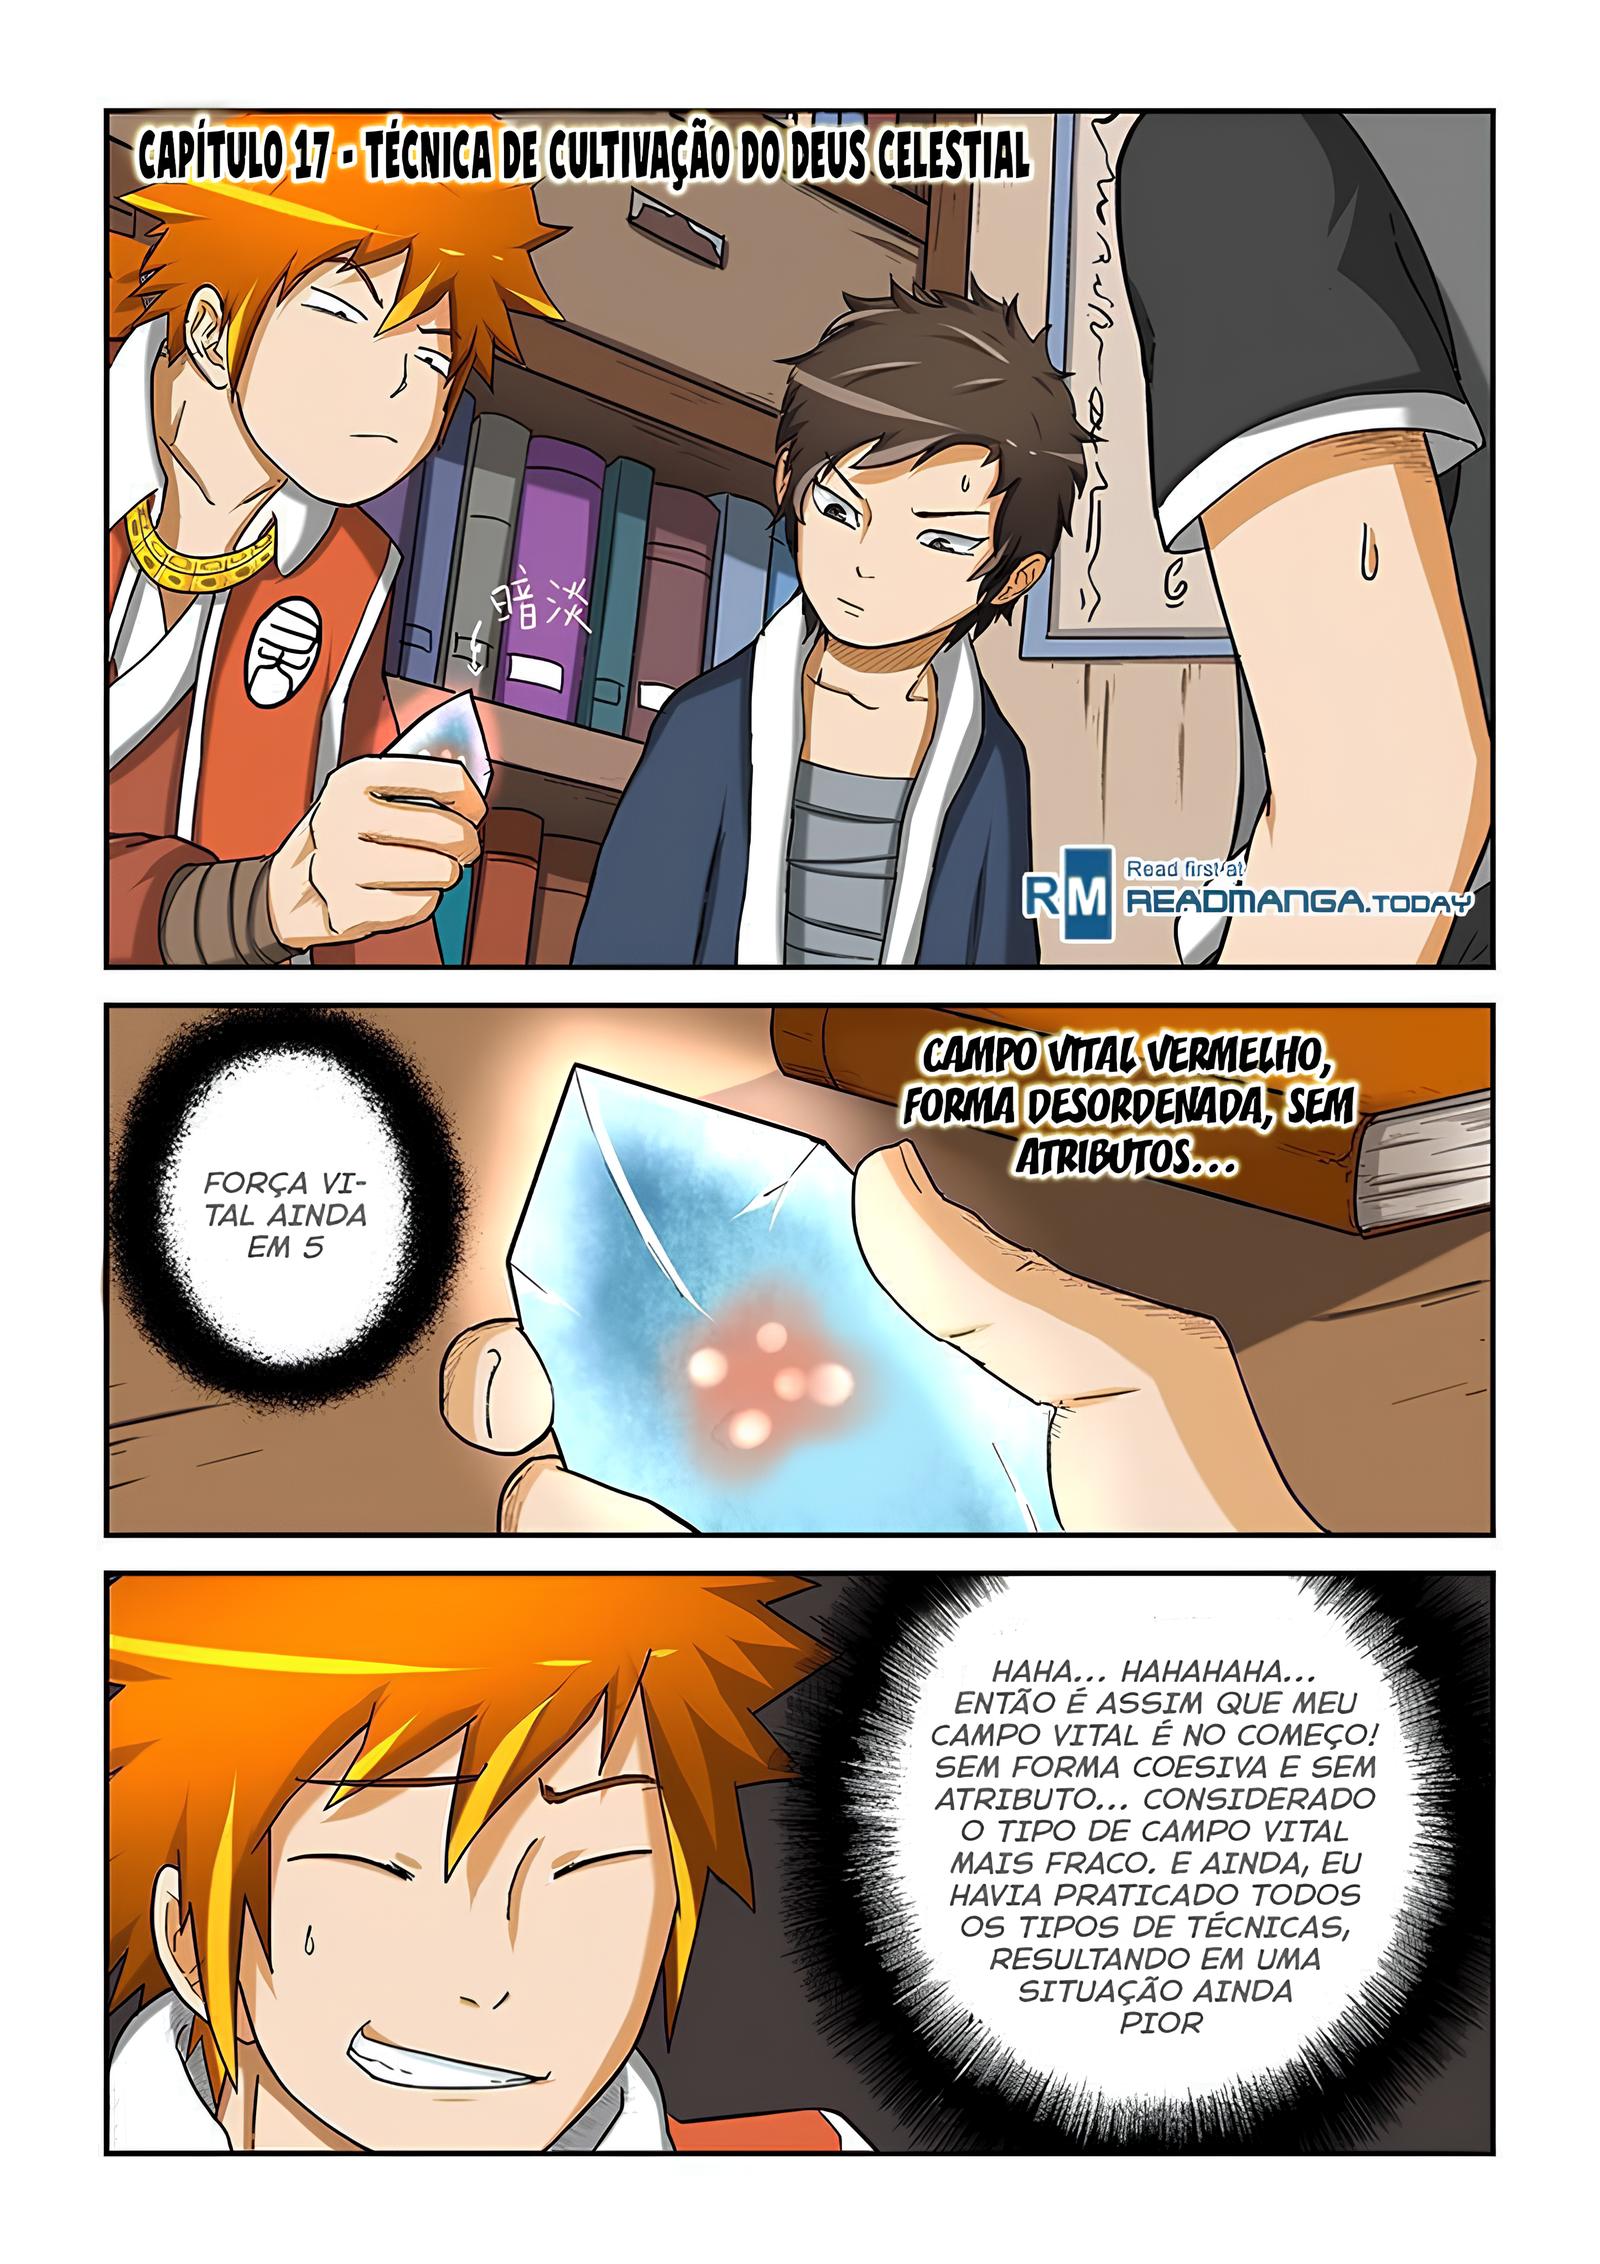 CAPÍTULO 17 - TÉCNICA DE CULTIVAÇÃO DO DEUS CELESTIAL
暗淡
RM Read first at
READMANGA.TODAY
CAMPO VITAL VERMELHO,
FORMA DESORDENADA, SEM
ATRIBUTOS...
FORÇA VI-
TAL AINDA
EM 5
HAHA... HAHAHAHA...
ENTÃO É ASSIM QUE MEU
CAMPO VITAL É NO COMEÇO!
SEM FORMA COESIVA E SEM
ATRIBUTO... CONSIDERADO
O TIPO DE CAMPO VITAL
MAIS FRACO. E AINDA, EU
HAVIA PRATICADO TODOS
OS TIPOS DE TÉCNICAS,
RESULTANDO EM UMA
SITUAÇÃO AINDA
PIOR